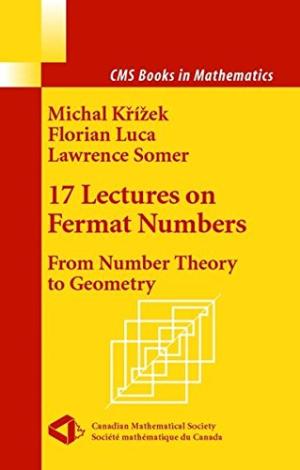 CMS Books in Mathematics
Michal Křížek
Florian Luca
Lawrence Somer
17 Lectures on
Fermat Numbers
From Number Theory
to Geometry
Canadian Mathematical Society
Société mathématique du Canada